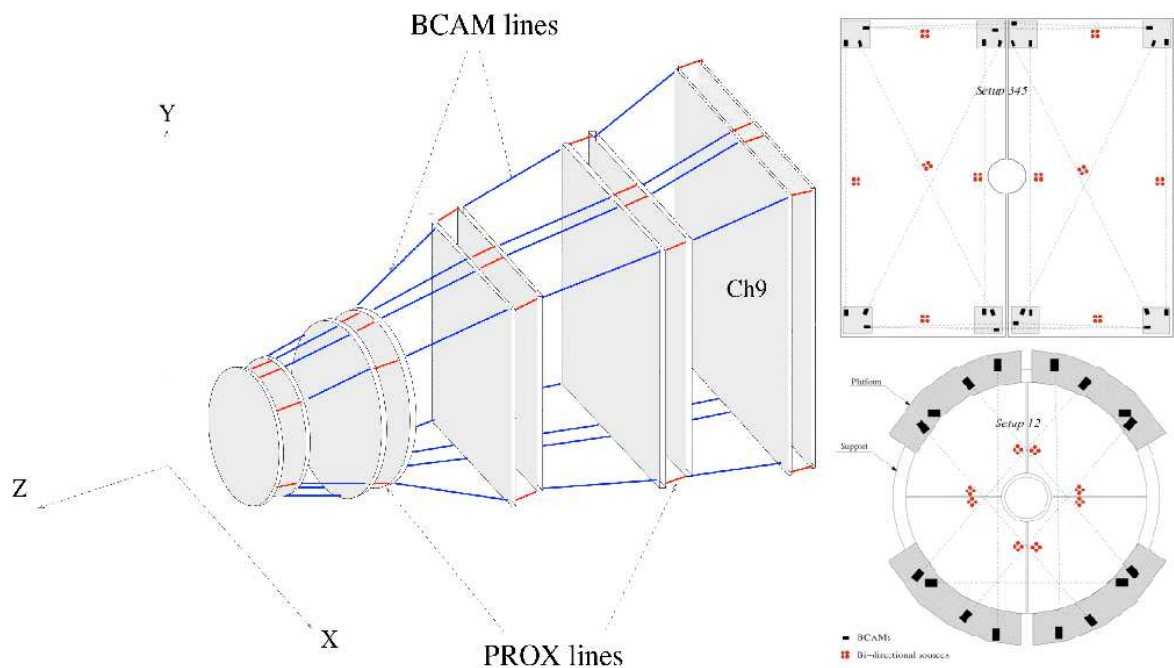 BCAM lines
Y
Z
X
Ch9
PROX lines
Setup 345
Platform
Setup 12
Support
BCAMs
Bi-directional sources